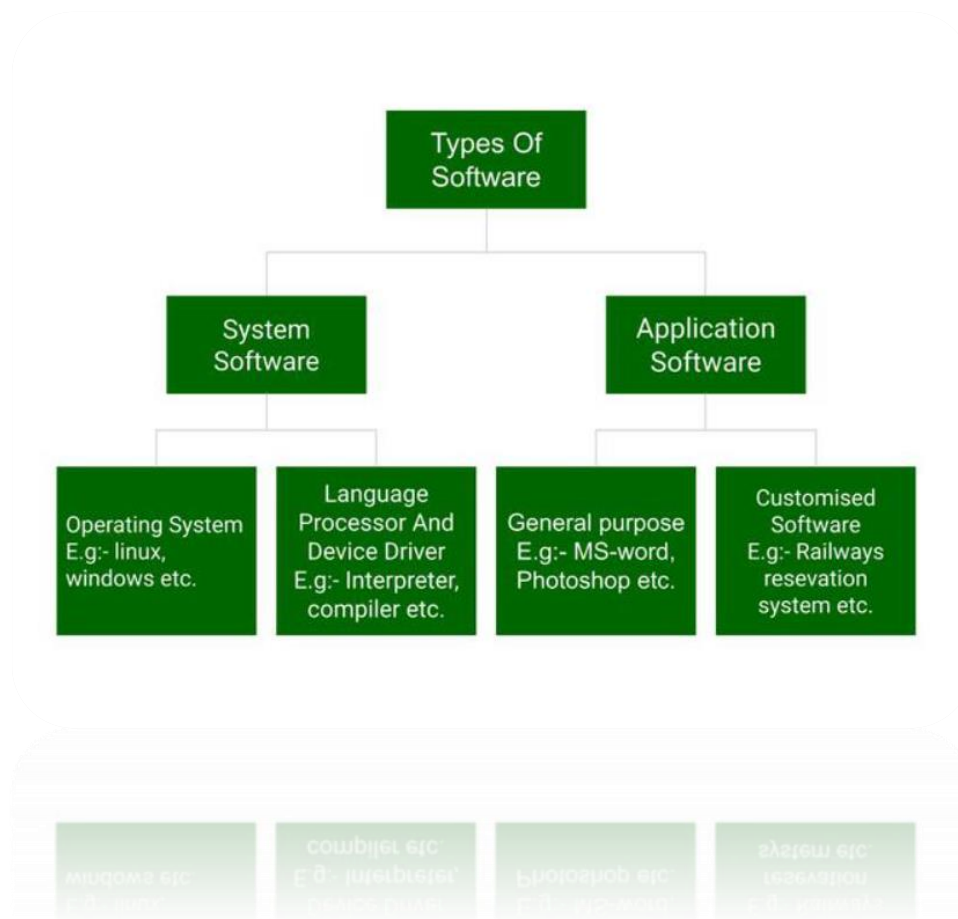 Types Of
Software
System
Software
Application
Software
Operating System
E.g:- linux,
windows etc.
Language
Processor And
Device Driver
E.g:- Interpreter,
compiler etc.
General purpose
E.g:- MS-word,
Photoshop etc.
Customised
Software
E.g:- Railways
resevation
system etc.